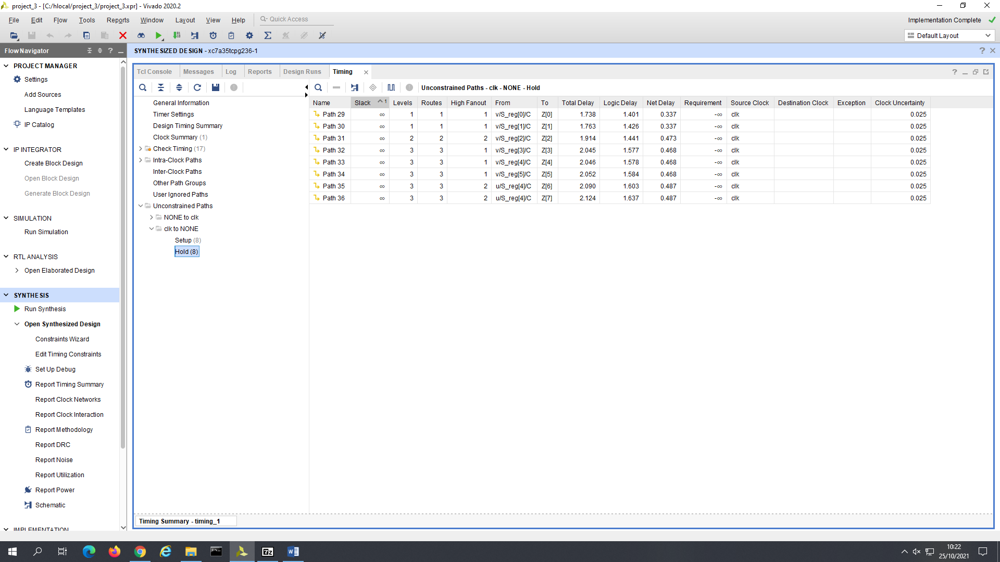 project_3 - [C:/hlocal/project_3/project_3.xpr] - Vivado 2020.2
File Edit Flow Tools Reports Window Layout View Help Quick Access
Implementation Complete
Default Layout
Flow Navigator
SYNTHESIZED DESIGN - xc7a35tcpg236-1
PROJECT MANAGER
Settings
Add Sources
Language Templates
IP Catalog
IP INTEGRATOR
Create Block Design
Open Block Design
Generate Block Design
SIMULATION
Run Simulation
RTL ANALYSIS
Open Elaborated Design
SYNTHESIS
Run Synthesis
Open Synthesized Design
Constraints Wizard
Edit Timing Constraints
Set Up Debug
Report Timing Summary
Report Clock Networks
Report Clock Interaction
Report Methodology
Report DRC
Report Noise
Report Utilization
Report Power
Schematic
IMPLEMENTATION
Tcl Console Messages Log Reports Design Runs Timing
General Information
Timer Settings
Design Timing Summary
Clock Summary (1)
Check Timing (17)
Intra-Clock Paths
Inter-Clock Paths
Other Path Groups
User Ignored Paths
Unconstrained Paths
NONE to clk
clk to NONE
Setup (8)
Hold (8)
Unconstrained Paths - clk - NONE - Hold
Name Slack 1 Levels Routes High Fanout From To Total Delay Logic Delay Net Delay Requirement Source Clock Destination Clock Exception Clock Uncertainty
Path 29 ∞ 1 1 1 v/S_reg[0]/C Z[0] 1.738 1.401 0.337 -∞ clk 0.025
Path 30 ∞ 1 1 1 v/S_reg[1]/C Z[1] 1.763 1.426 0.337 -∞ clk 0.025
Path 31 ∞ 2 2 2 v/S_reg[2]/C Z[2] 1.914 1.441 0.473 -∞ clk 0.025
Path 32 ∞ 3 3 1 v/S_reg[3]/C Z[3] 2.045 1.577 0.468 -∞ clk 0.025
Path 33 ∞ 3 3 1 v/S_reg[4]/C Z[4] 2.046 1.578 0.468 -∞ clk 0.025
Path 34 ∞ 3 3 1 v/S_reg[5]/C Z[5] 2.052 1.584 0.468 -∞ clk 0.025
Path 35 ∞ 3 3 2 u/S_reg[4]/C Z[6] 2.090 1.603 0.487 -∞ clk 0.025
Path 36 ∞ 3 3 2 u/S_reg[4]/C Z[7] 2.124 1.637 0.487 -∞ clk 0.025
Timing Summary - timing_1
10:22
25/10/2021